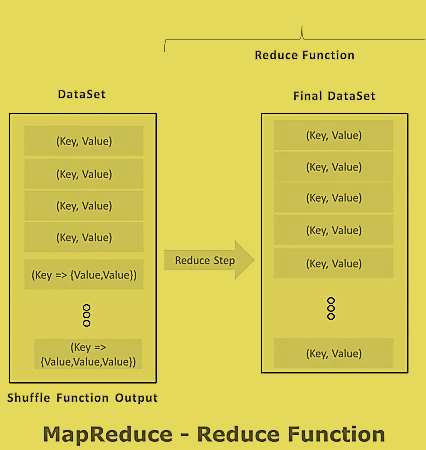 Reduce Function
DataSet
(Key, Value)
(Key, Value)
(Key, Value)
(Key, Value)
(Key => {Value,Value})
(Key =>
{Value,Value,Value})
Shuffle Function Output
Reduce Step
Final DataSet
(Key, Value)
(Key, Value)
(Key, Value)
(Key, Value)
(Key, Value)
(Key, Value)
MapReduce - Reduce Function